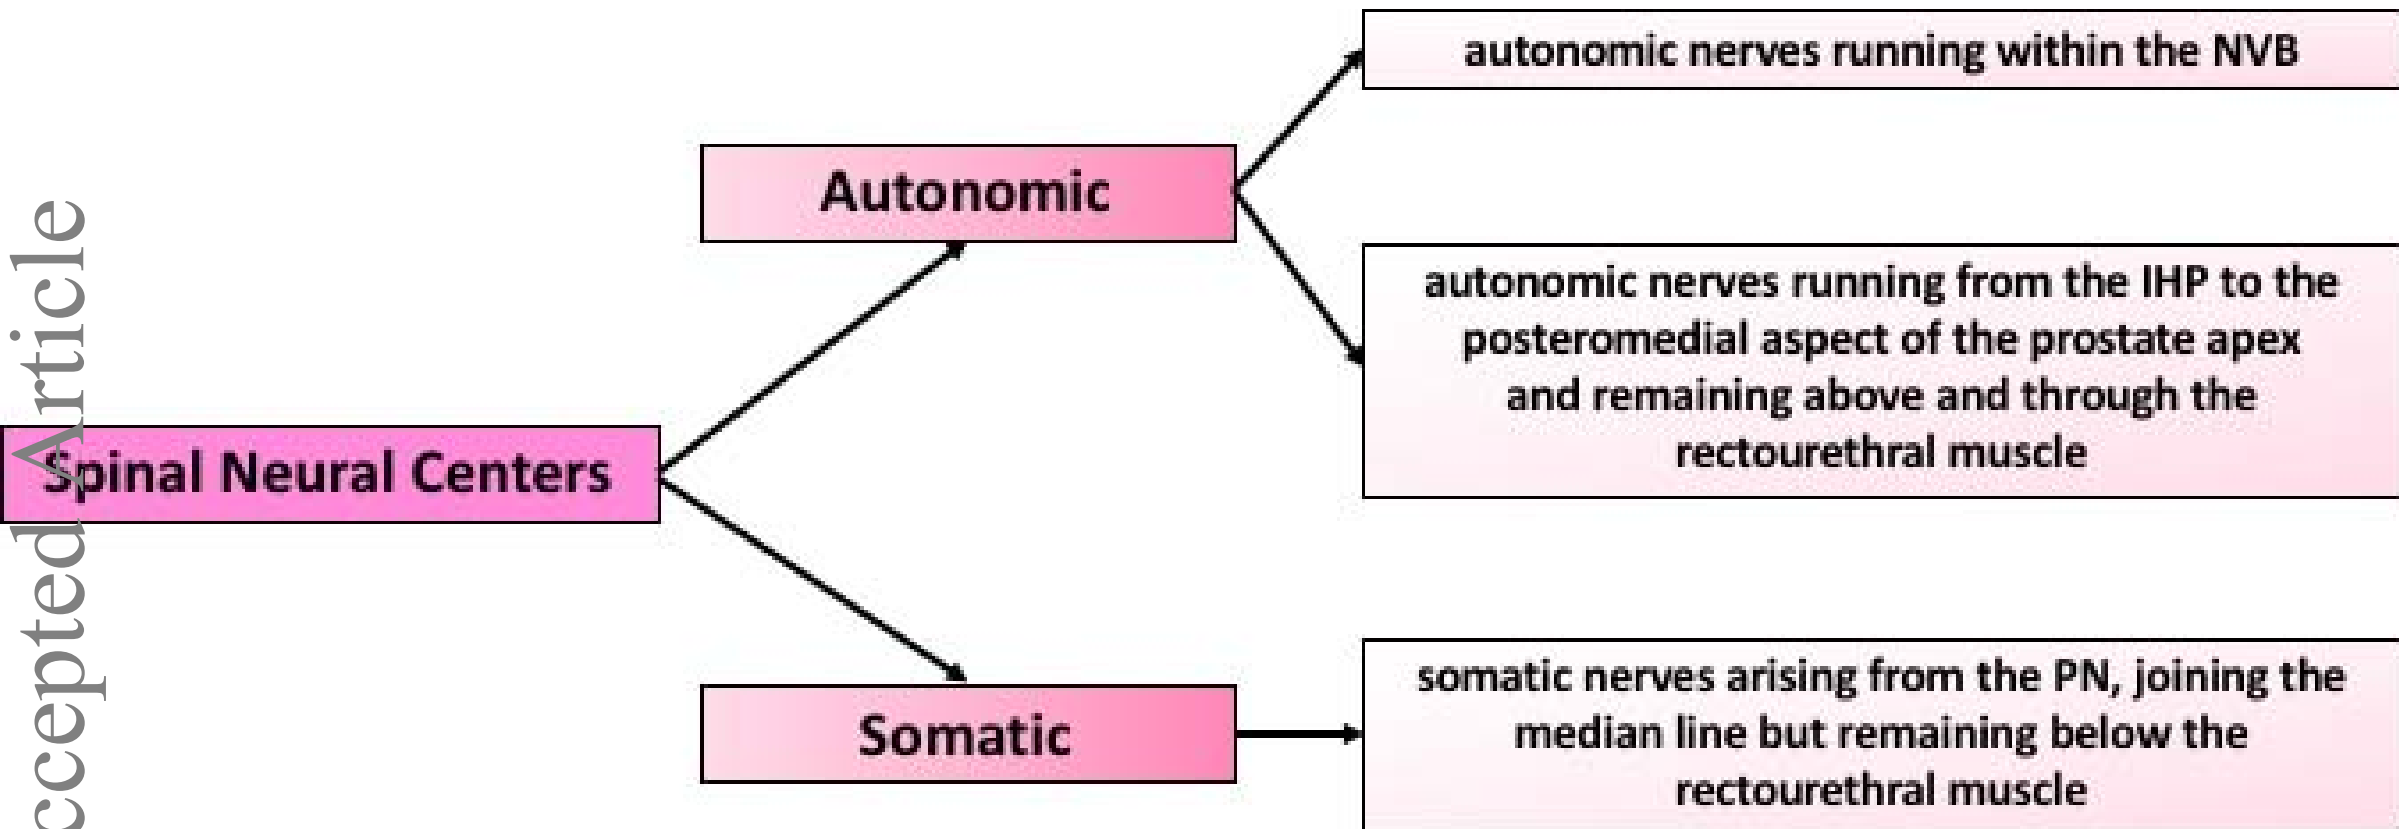 autonomic nerves running within the NVB
Autonomic
autonomic nerves running from the IHP to the
posteromedial aspect of the prostate apex
and remaining above and through the
rectourethral muscle
Spinal Neural Centers
somatic nerves arising from the PN, joining the
median line but remaining below the
rectourethral muscle
Somatic
ccepted Article